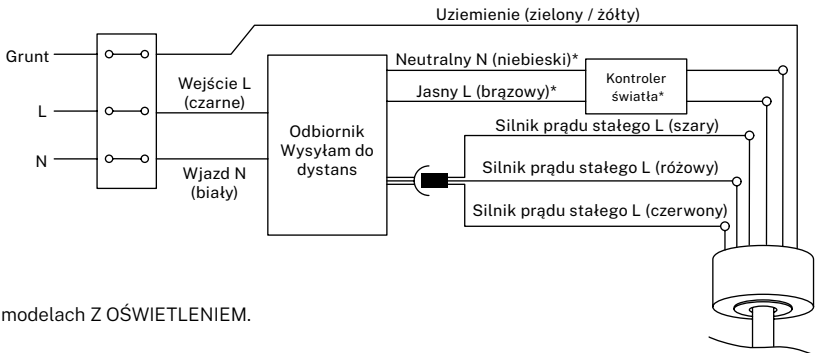 Uziemienie (zielony / żółty)
Grunt
Neutralny N (niebieski)*
Wejście L
(czarne)
Jasny L (brązowy)*
Kontroler
światła*
L
Odbiornik
Wysyłam do
dystans
Silnik prądu stałego L (szary)
N
Wjazd N
(biały)
Silnik prądu stałego L (różowy)
Silnik prądu stałego L (czerwony)
modelach Z OŚWIETLENIEM.